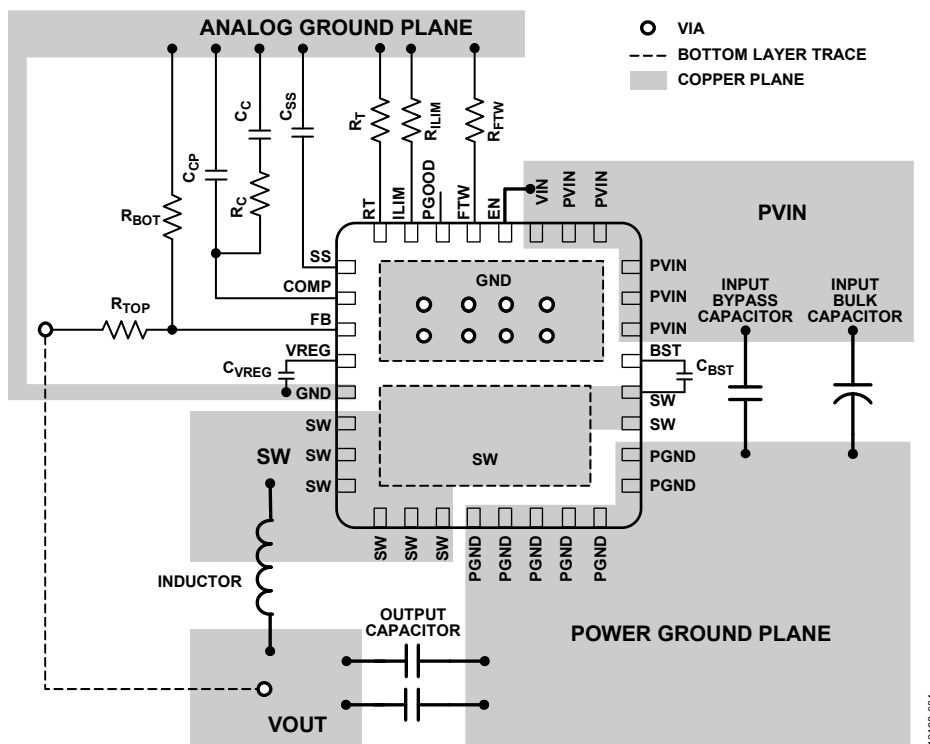 ANALOG GROUND PLANE
VIA
BOTTOM LAYER TRACE
COPPER PLANE
CCP
CC
CSS
RT
RILIM
RFTW
RBOT
RC
RT
ILIM
PGOOD
FTW
EN
VIN
PVIN
PVIN
PVIN
SS
COMP
FB
VREG
GND
SW
SW
SW
RTOP
CVREG
GND
SW
PVIN
PVIN
PVIN
BST
SW
SW
PGND
PGND
CBST
INPUT
BYPASS
CAPACITOR
INPUT
BULK
CAPACITOR
SW
SW
SW
SW
PGND
PGND
PGND
PGND
PGND
INDUCTOR
OUTPUT
CAPACITOR
POWER GROUND PLANE
VOUT